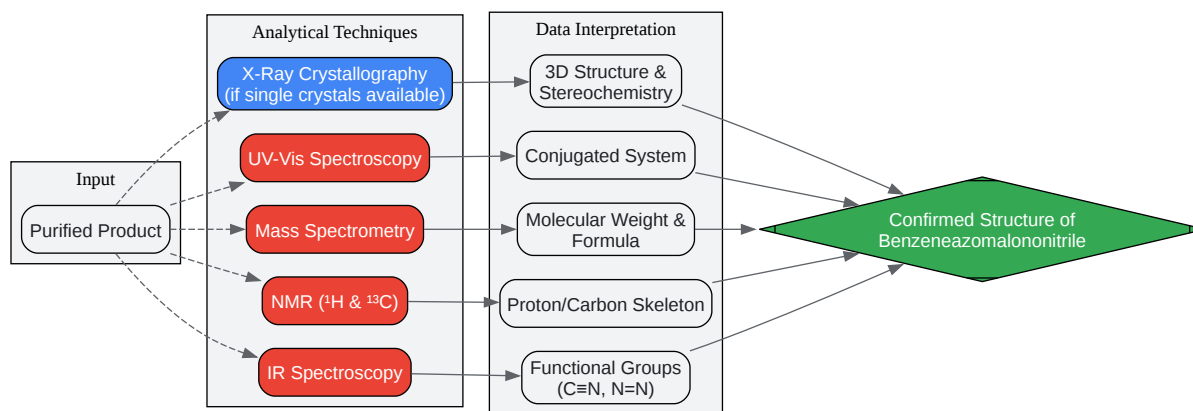 Input
Purified Product
Analytical Techniques
X-Ray Crystallography
(if single crystals available)
UV-Vis Spectroscopy
Mass Spectrometry
NMR (¹H & ¹³C)
IR Spectroscopy
Data Interpretation
3D Structure &
Stereochemistry
Conjugated System
Molecular Weight &
Formula
Proton/Carbon Skeleton
Functional Groups
(C≡N, N=N)
Confirmed Structure of
Benzeneazomalononitrile